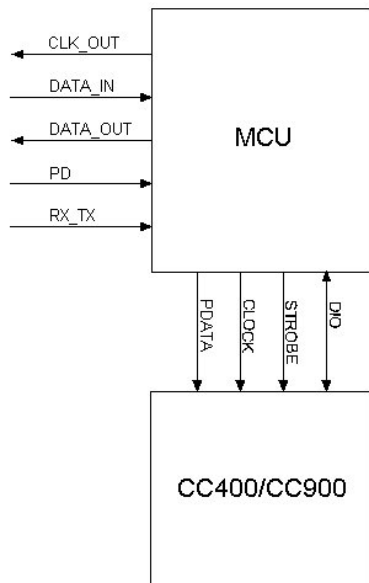 CLK_OUT
DATA_IN
DATA_OUT
MCU
PD
RX_TX
PDATA
CLOCK
STROBE
DIO
CC400/CC900